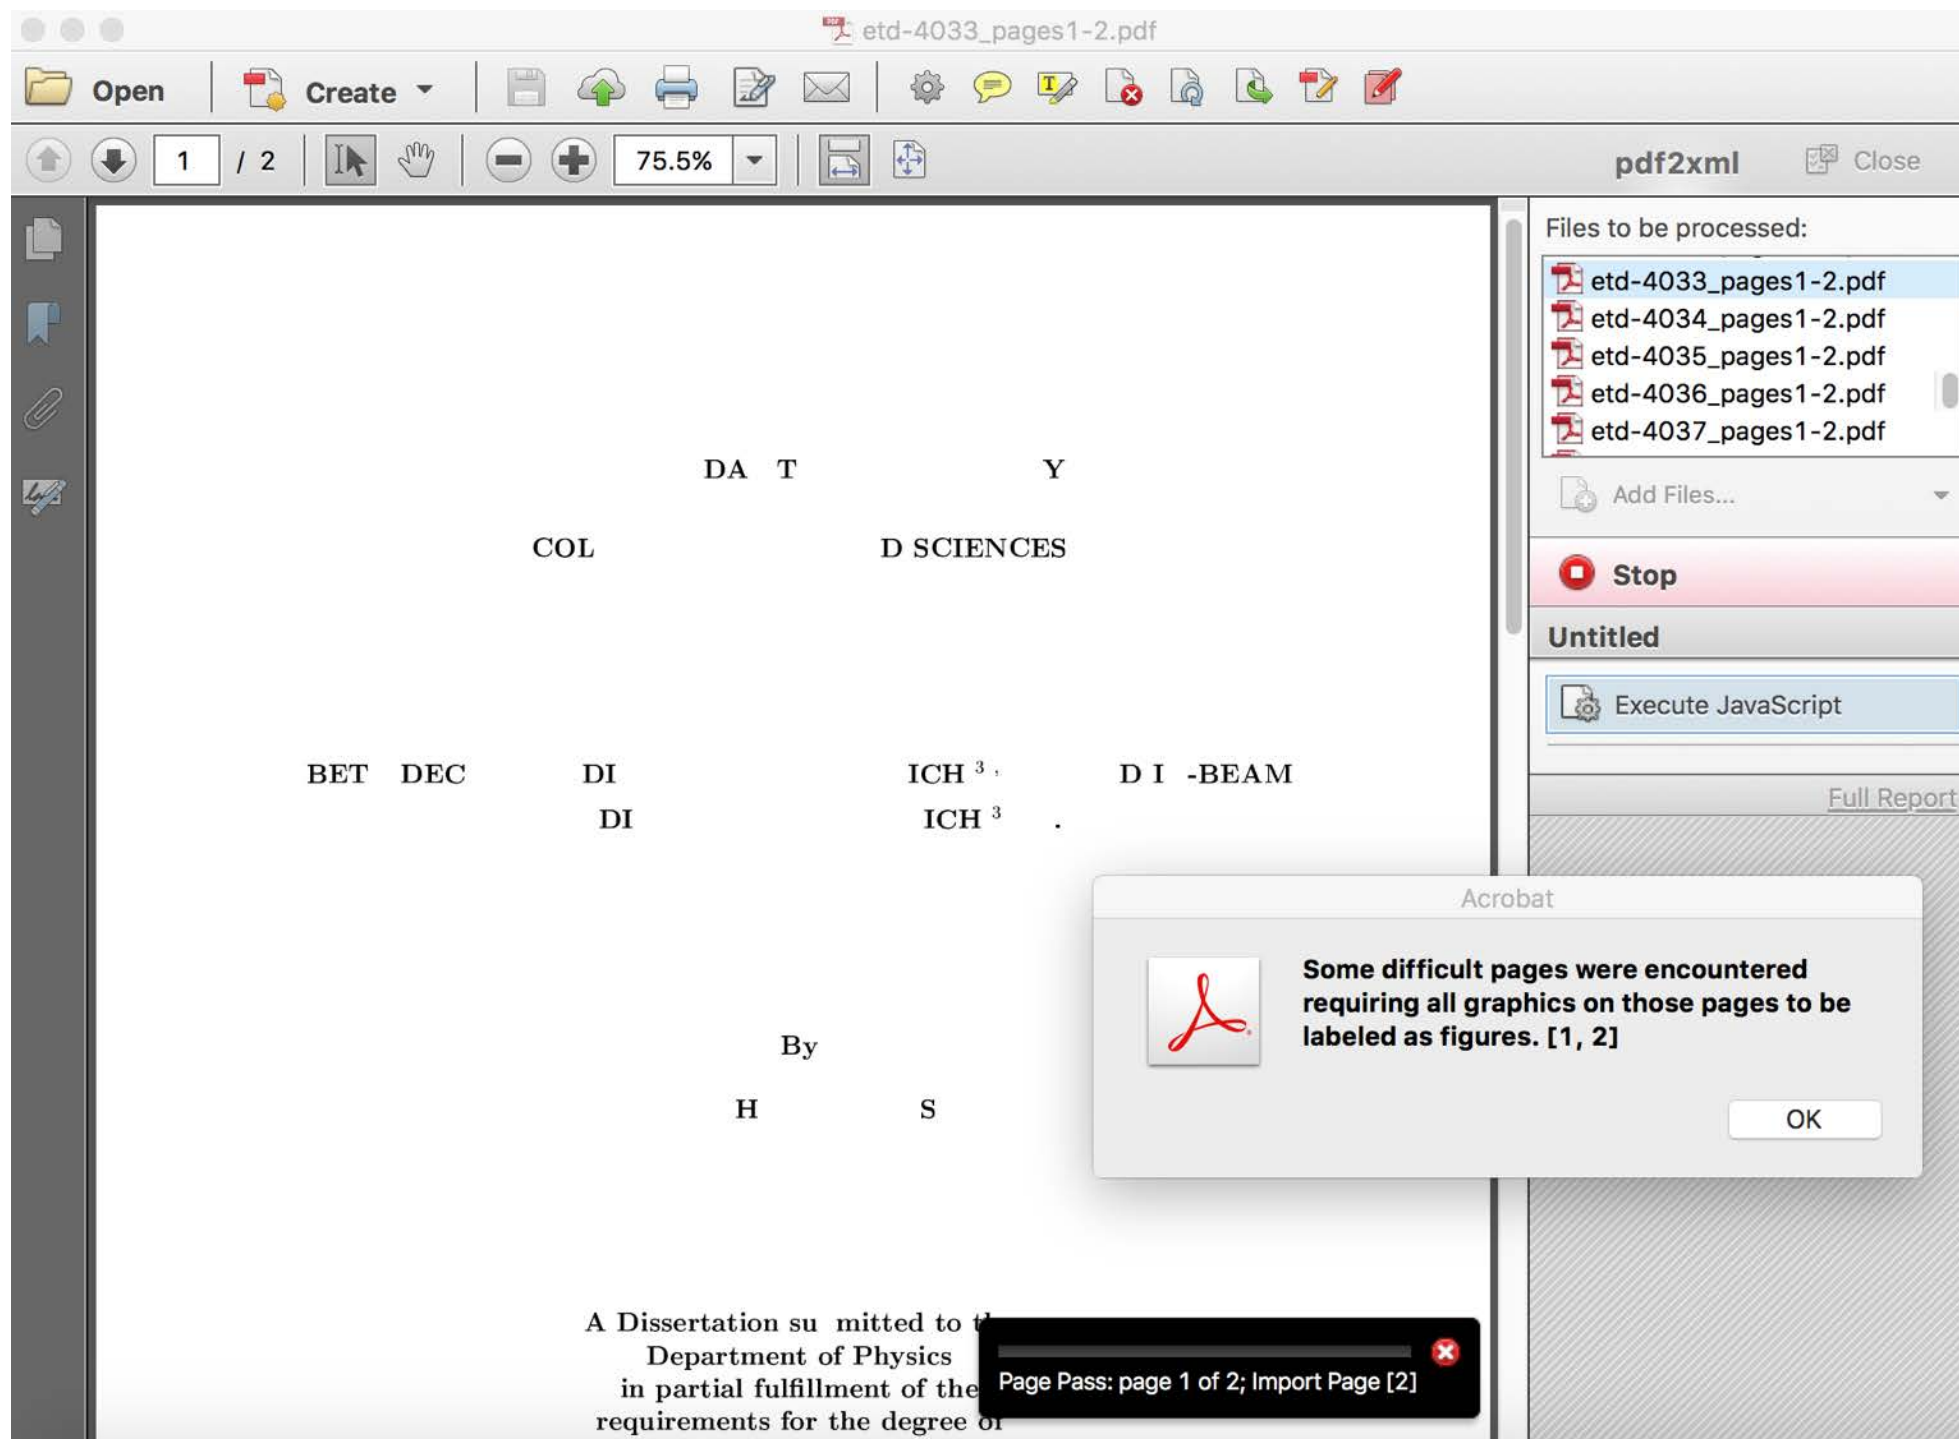 etd-4033_pages1-2.pdf
Open Create
1 / 2 75.5% pdf2xml Close
Files to be processed:
etd-4033_pages1-2.pdf
etd-4034_pages1-2.pdf
etd-4035_pages1-2.pdf
etd-4036_pages1-2.pdf
etd-4037_pages1-2.pdf
Add Files...
Stop
Untitled
Execute JavaScript
Full Report
DA T Y
COL D SCIENCES
BET DEC DI ICH 3 , D I -BEAM
DI ICH 3 .
By
H S
A Dissertation su mitted to
Department of Physics
in partial fulfillment of the
requirements for the degree of
Acrobat
Some difficult pages were encountered
requiring all graphics on those pages to be
labeled as figures. [1, 2]
OK
Page Pass: page 1 of 2; Import Page [2]